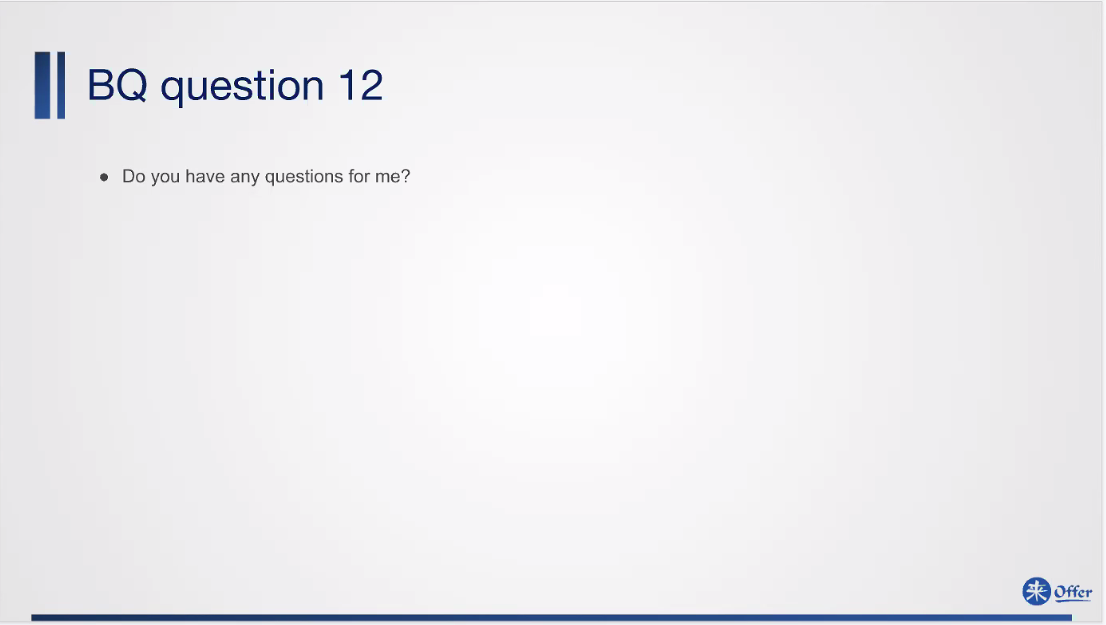 BQ question 12
● Do you have any questions for me?
来 Offer